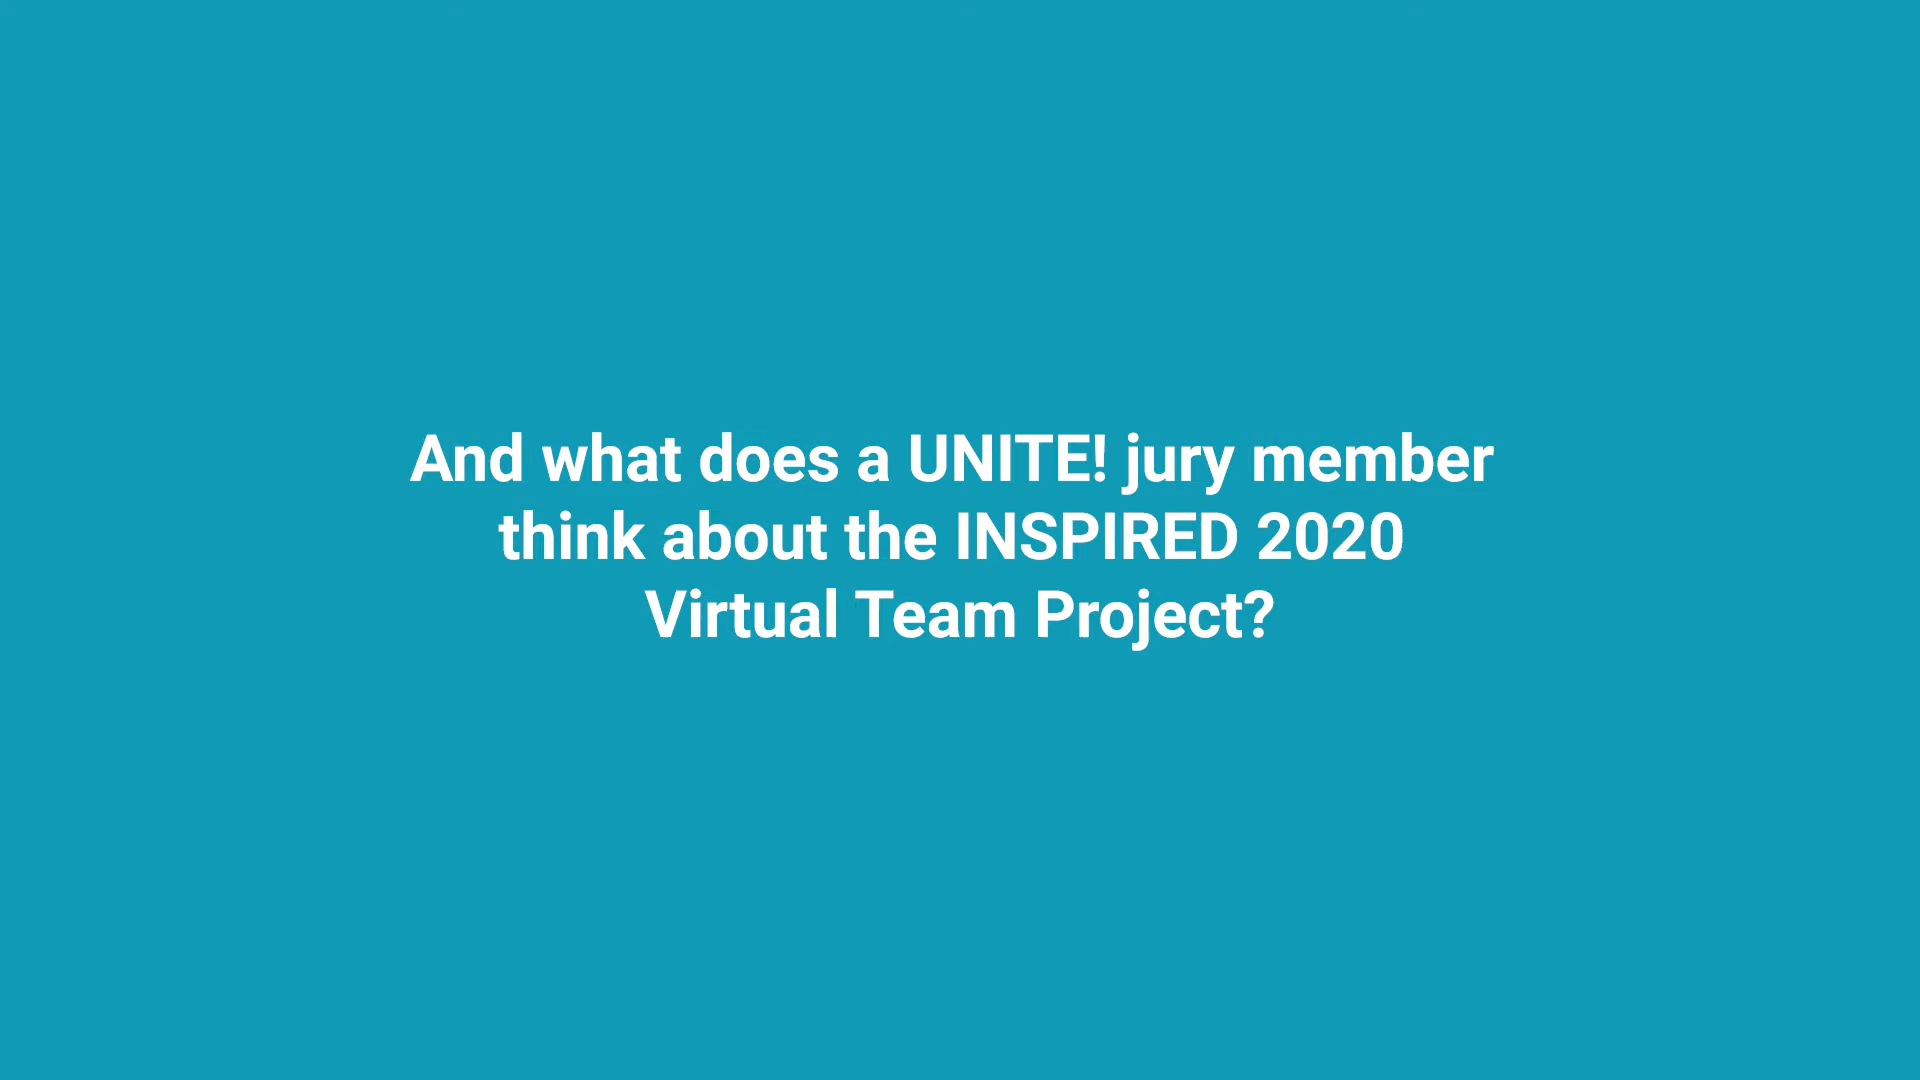 And what does a UNITE! jury member
think about the INSPIRED 2020
Virtual Team Project?